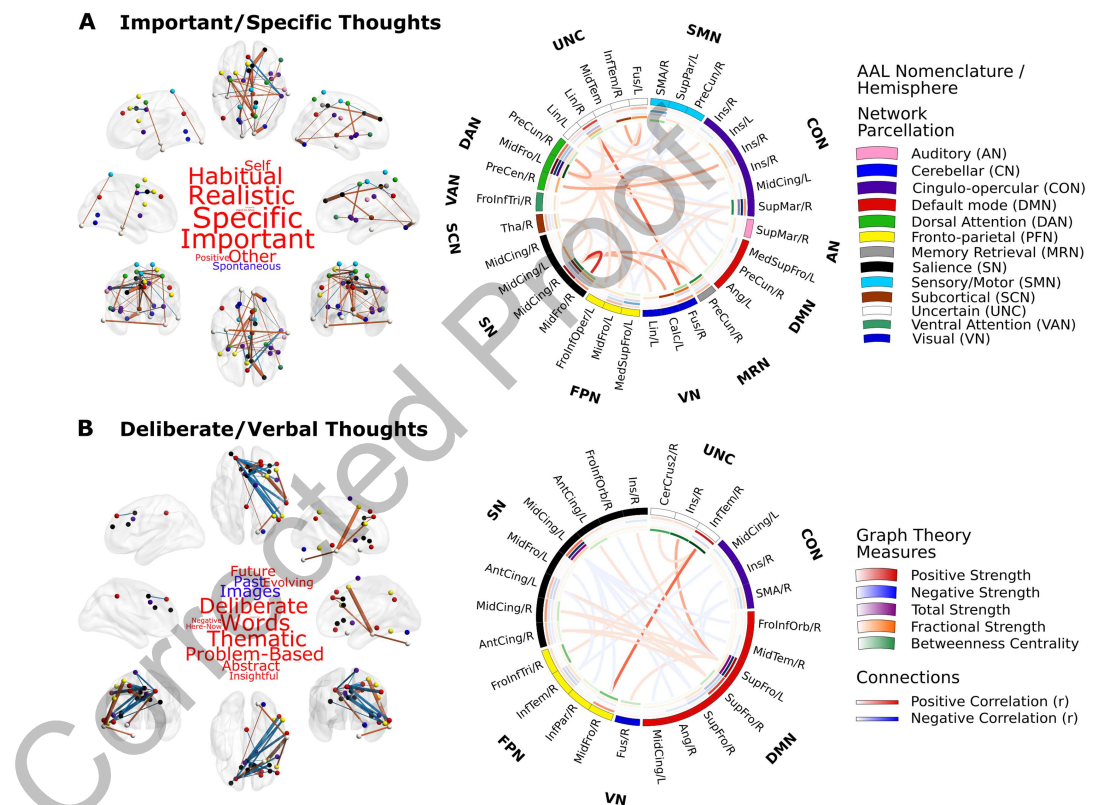 A Important/Specific Thoughts
Self
Habitual
Realistic
Specific
Important
Positive Other
Spontaneous
UNC
SMN
CON
AN
DMN
MRN
VN
FPN
SN
SCN
VAN
DAN
Lin/L
Lin/R
MidTem
InfTem/R
Fus/L
SMA/R
SupPar/L
PreCun/R
Ins/R
Ins/L
Ins/R
Ins/R
MidCing/L
SupMar/R
SupMar/R
MedSupFro/L
PreCun/R
Ang/L
PreCun/R
Fus/R
Calc/L
Lin/L
MedSupFro/L
MidFro/L
FroInfOper/L
MidFro/R
MidCing/R
MidCing/L
MidCing/R
Tha/R
FroInfTri/R
PreCen/R
MidFro/L
PreCun/R
AAL Nomenclature /
Hemisphere
Network
Parcellation
Auditory (AN)
Cerebellar (CN)
Cingulo-opercular (CON)
Default mode (DMN)
Dorsal Attention (DAN)
Fronto-parietal (PFN)
Memory Retrieval (MRN)
Salience (SN)
Sensory/Motor (SMN)
Subcortical (SCN)
Uncertain (UNC)
Ventral Attention (VAN)
Visual (VN)
B Deliberate/Verbal Thoughts
Future
Past Evolving
Images
Deliberate
Negative Words
Here-Now
Thematic
Problem-Based
Abstract
Insightful
UNC
CON
DMN
VN
FPN
SN
CerCrus2/R
Ins/R
InfTem/R
MidCing/L
Ins/R
SMA/R
FroInfOrb/R
MidTem/R
SupFro/L
SupFro/R
SupFro/R
Ang/R
MidCing/L
Fus/R
MidFro/R
InfPar/R
InfTem/R
FroInfTri/R
AntCing/R
MidCing/R
AntCing/L
MidFro/L
MidCing/L
AntCing/L
FroInfOrb/R
Ins/R
Graph Theory
Measures
Positive Strength
Negative Strength
Total Strength
Fractional Strength
Betweenness Centrality
Connections
Positive Correlation (r)
Negative Correlation (r)
Corrected Proof